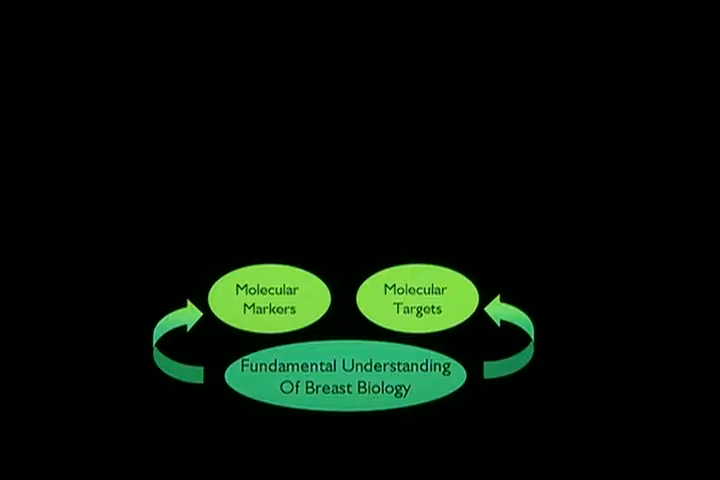 Molecular
Markers
Molecular
Targets
Fundamental Understanding
Of Breast Biology